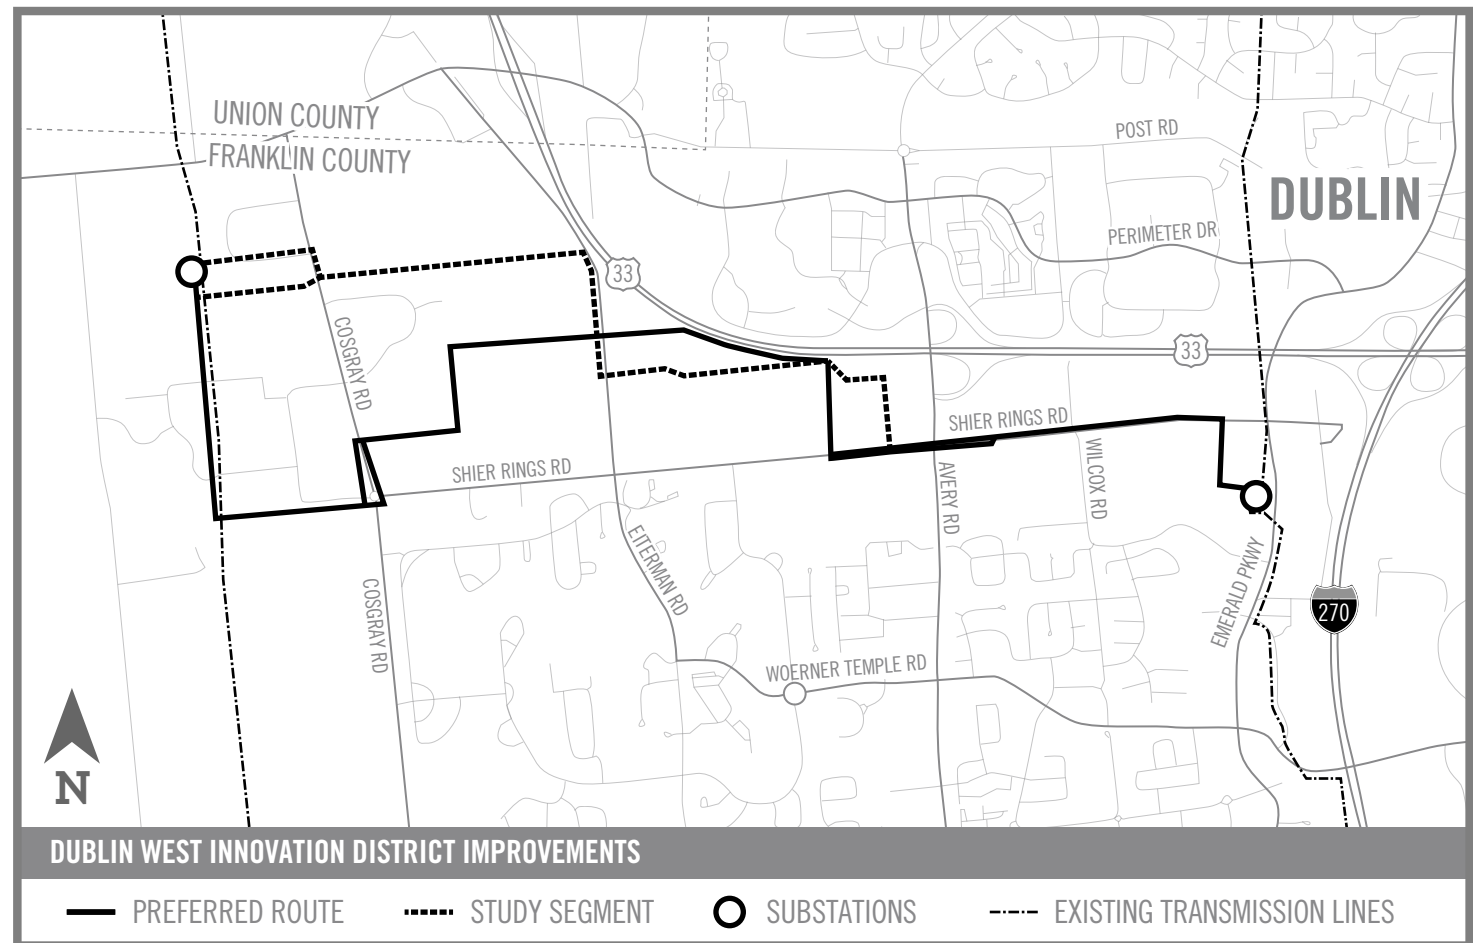 UNION COUNTY
FRANKLIN COUNTY
POST RD
DUBLIN
PERIMETER DR
33
33
COSGRAY RD
SHIER RINGS RD
SHIER RINGS RD
WILCOX RD
AVERY RD
EITERMAN RD
EMERALD PKWY
270
COSGRAY RD
WOERNER TEMPLE RD
N
DUBLIN WEST INNOVATION DISTRICT IMPROVEMENTS
PREFERRED ROUTE STUDY SEGMENT SUBSTATIONS EXISTING TRANSMISSION LINES